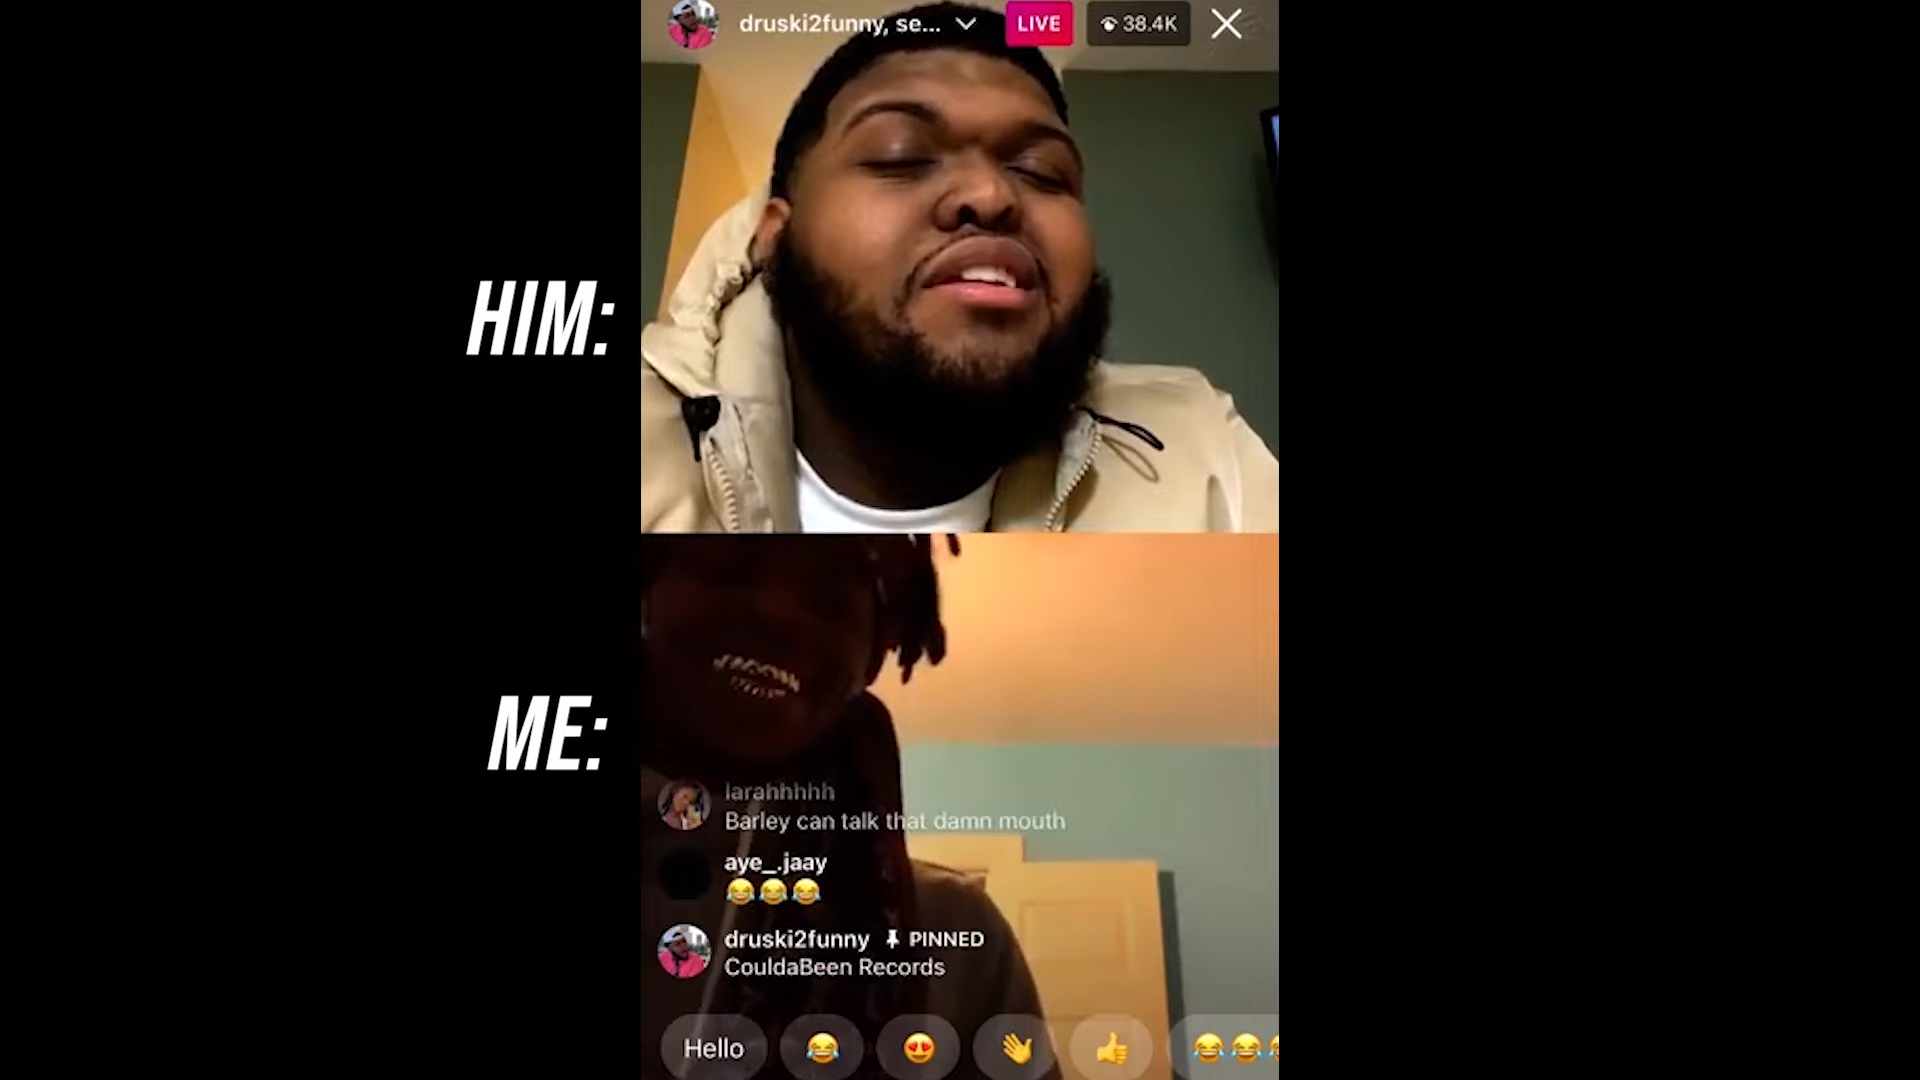 druski2funny, se...
LIVE
38.4K
HIM:
ME:
larahhhhh
Barley can talk that damn mouth
aye_.jaay
😂😂😂
druski2funny PINNED
CouldaBeen Records
Hello 😂 😍 👋 👍 😂😂